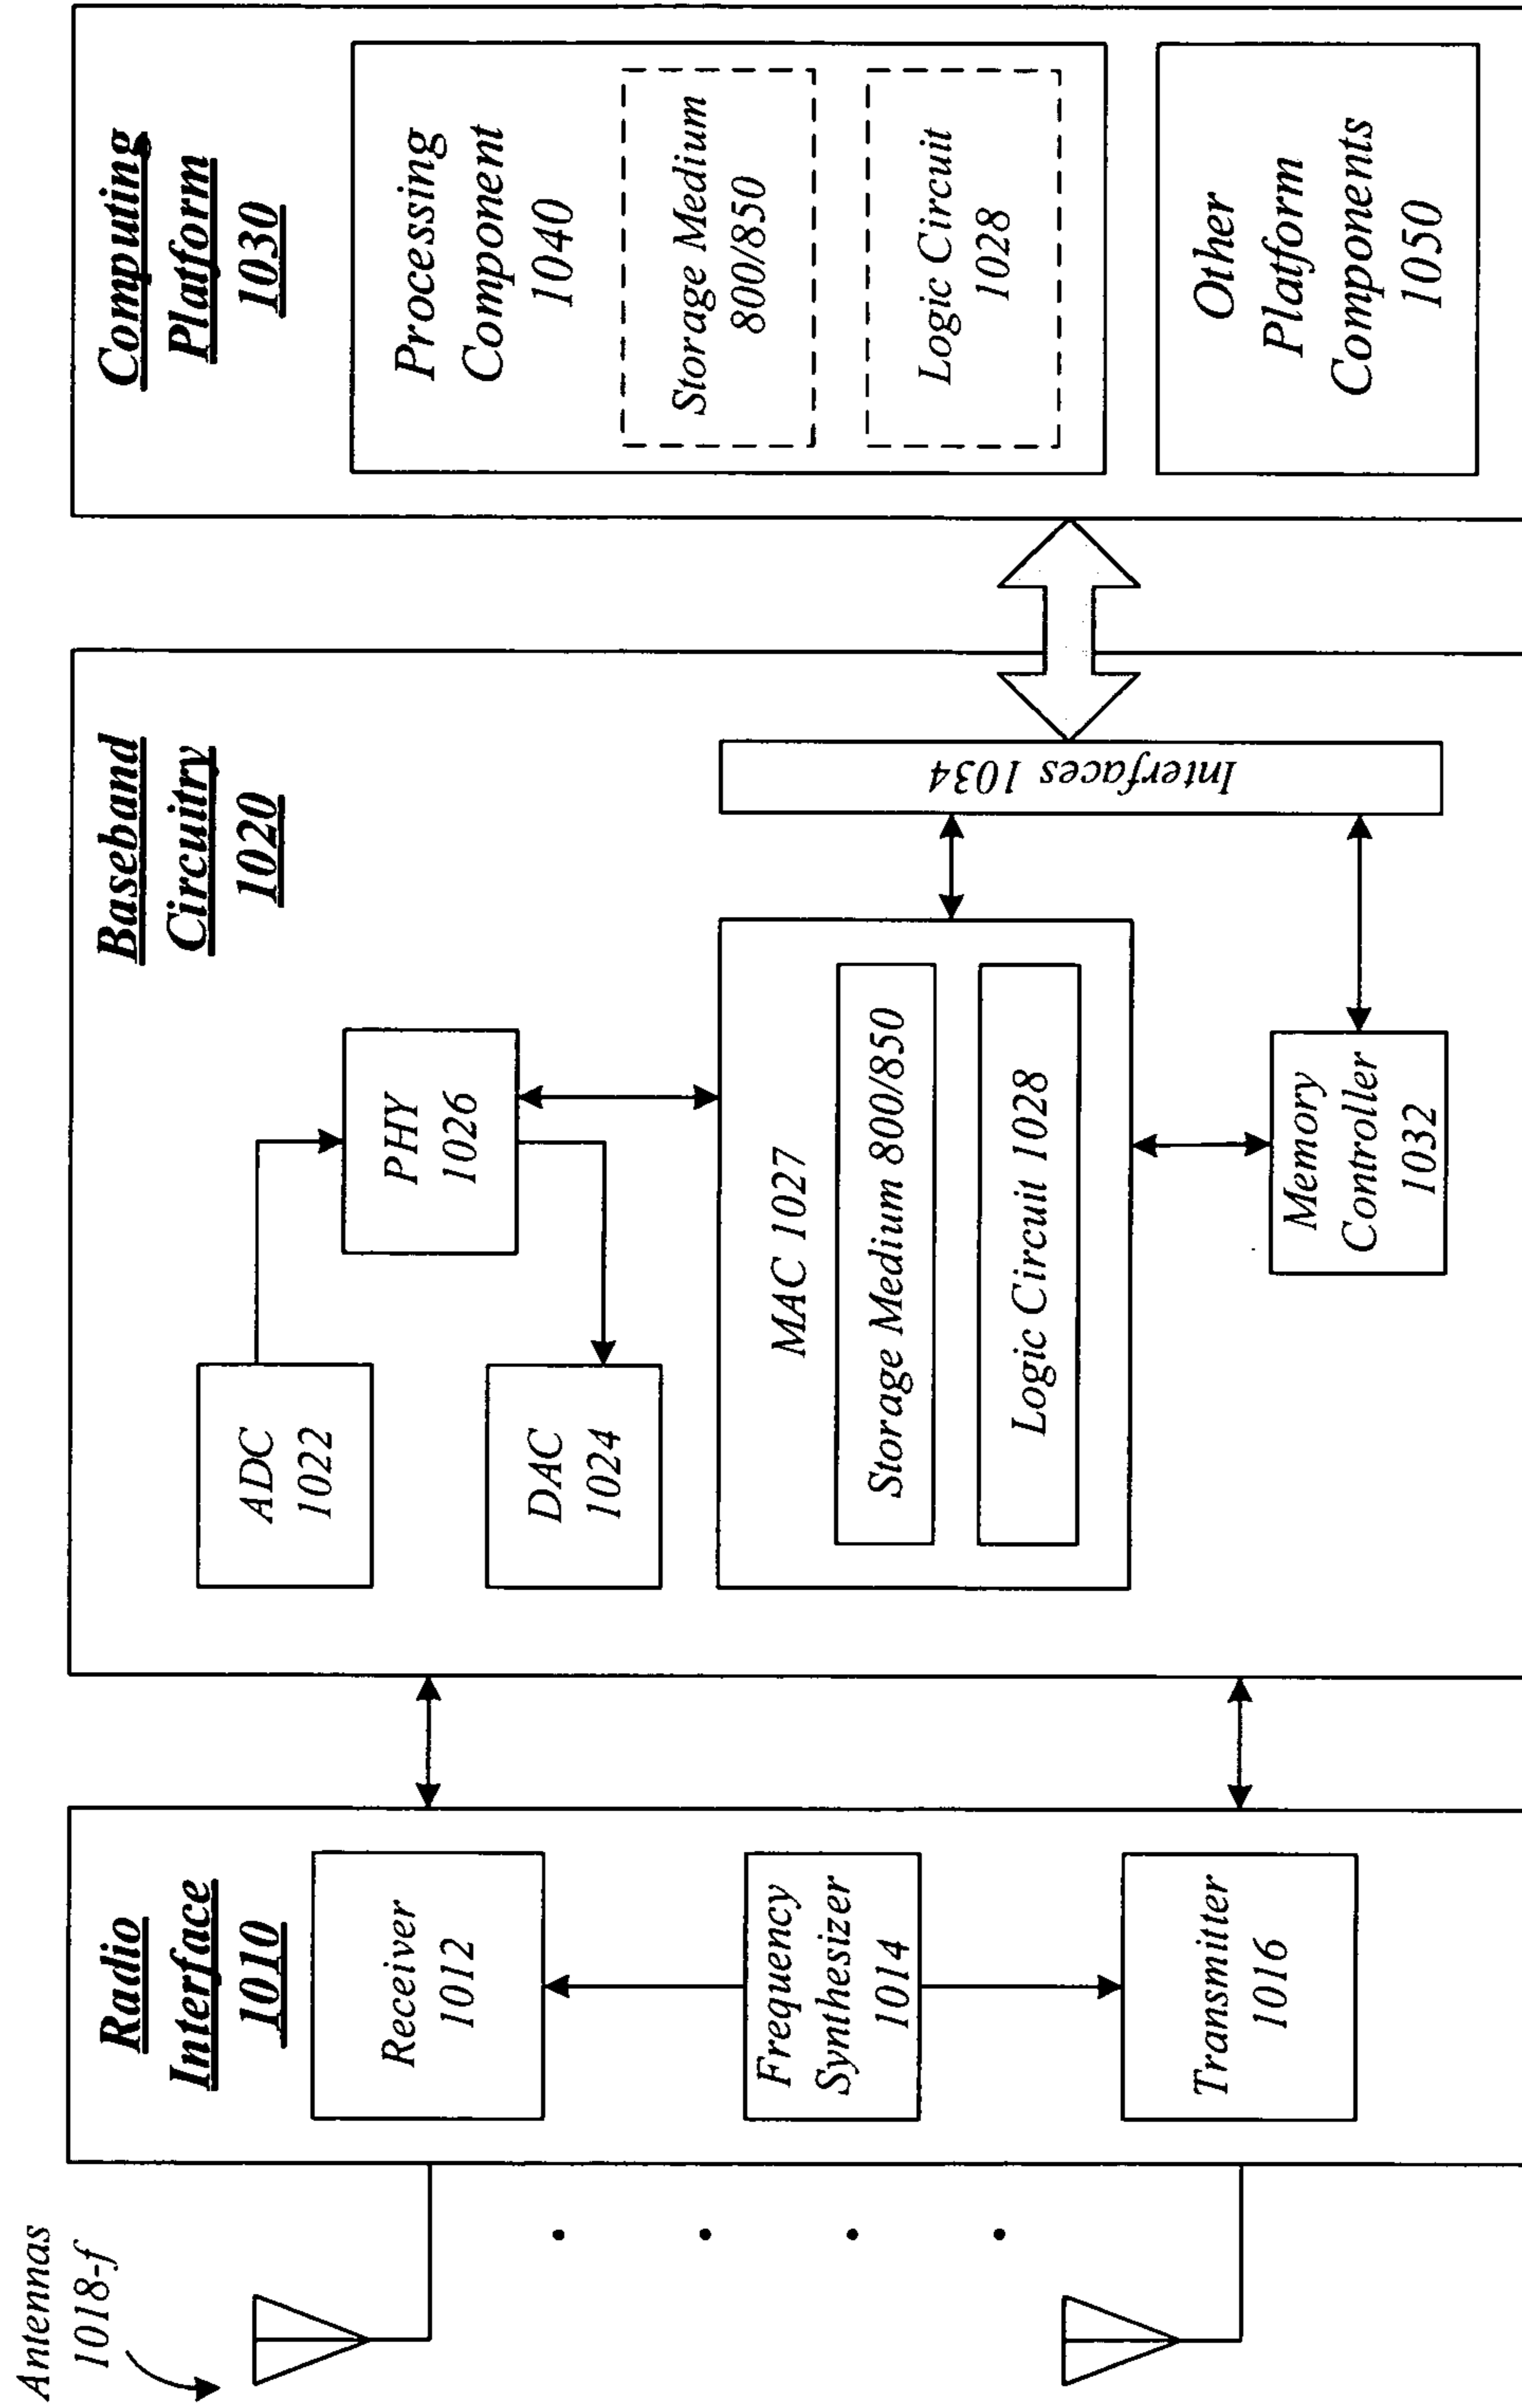 Antennas
1018-f
Radio
Interface
1010
Receiver
1012
Frequency
Synthesizer
1014
Transmitter
1016
Baseband
Circuitry
1020
ADC
1022
DAC
1024
PHY
1026
MAC 1027
Storage Medium 800/850
Logic Circuit 1028
Memory
Controller
1032
Interfaces 1034
Computing
Platform
1030
Processing
Component
1040
Storage Medium
800/850
Logic Circuit
1028
Other
Platform
Components
1050